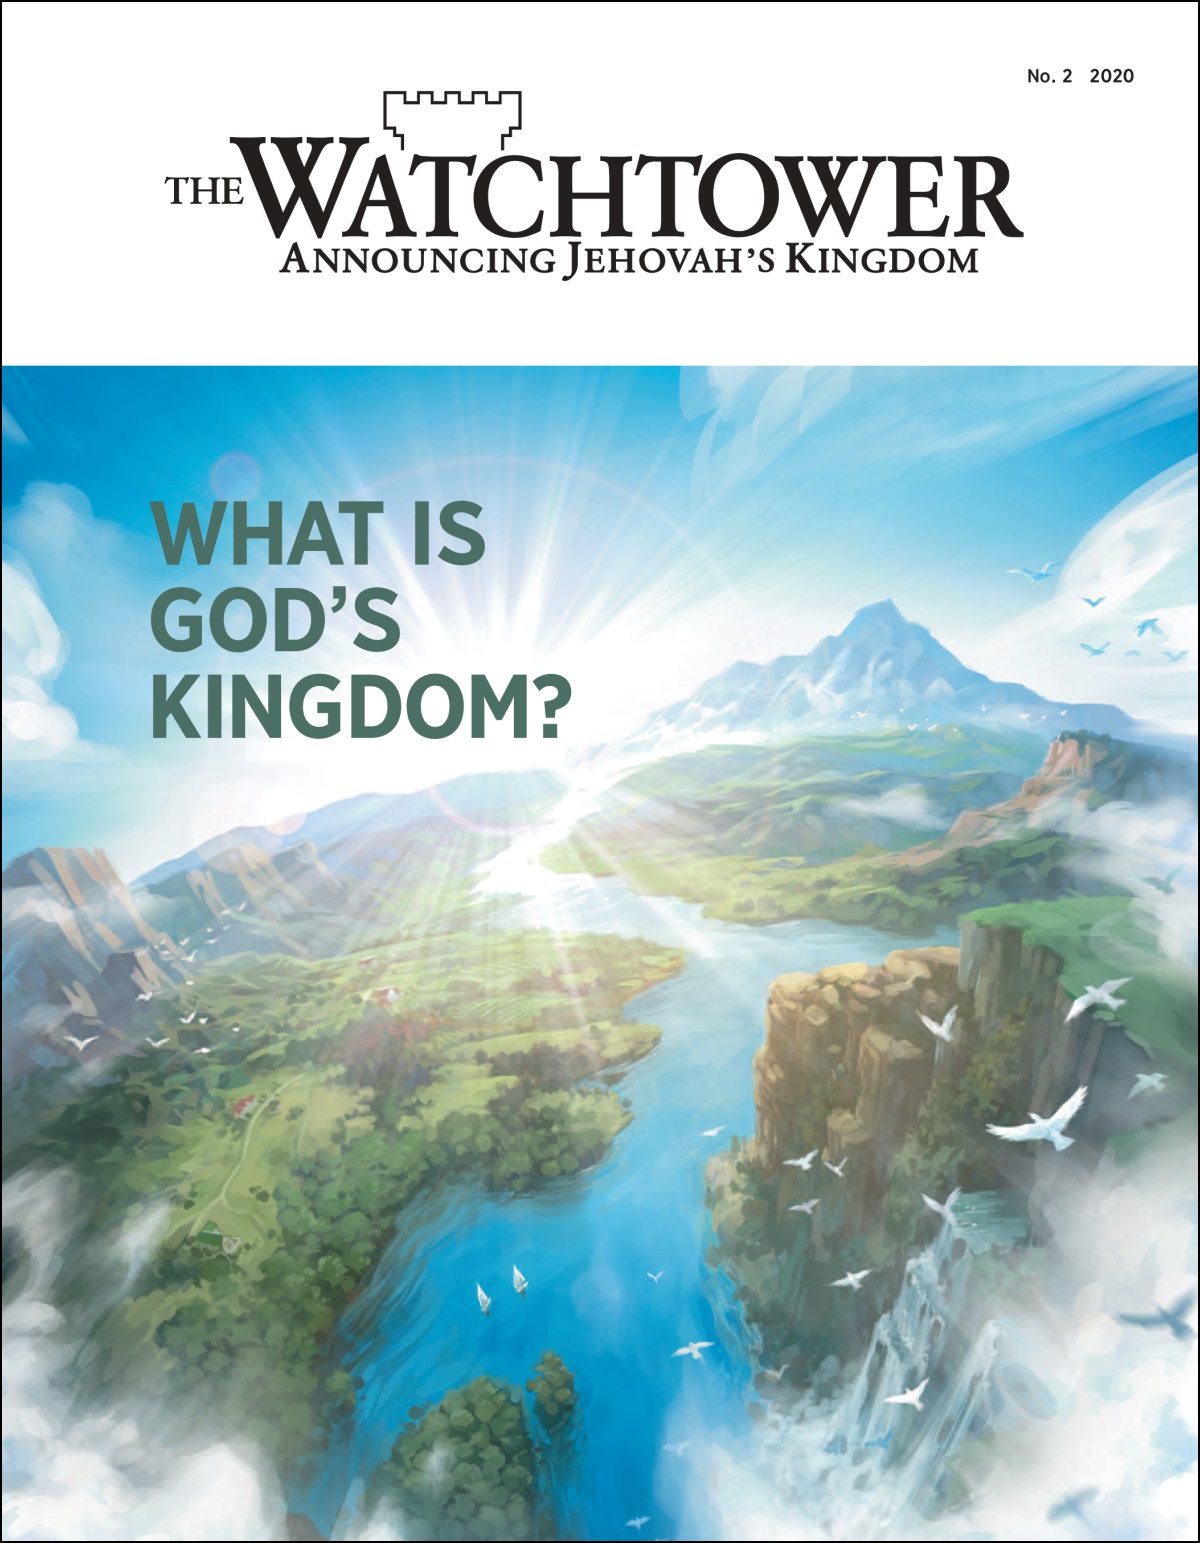 No. 2 2020
THE WATCHTOWER
ANNOUNCING JEHOVAH’S KINGDOM
WHAT IS
GOD’S
KINGDOM?